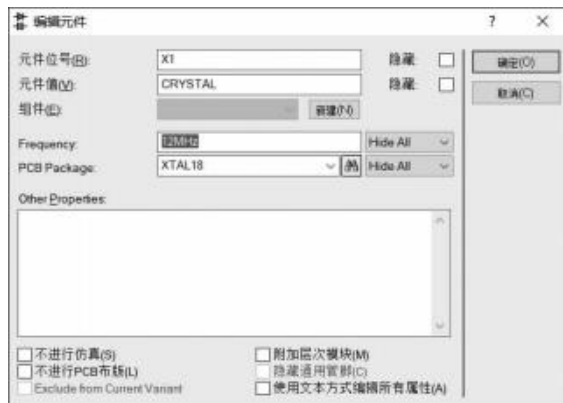 编辑元件 ? ×
元件位号(R): X1 隐藏: 确定(O)
元件值(V): CRYSTAL 隐藏: 取消(C)
组件(E): 新建(N)
Frequency: 12MHz Hide All
PCB Package: XTAL18 Hide All
Other Properties:
不进行仿真(S) 附加层次模块(M)
不进行PCB布版(L) 隐藏通用管脚(C)
Exclude from Current Variant 使用文本方式编辑所有属性(A)